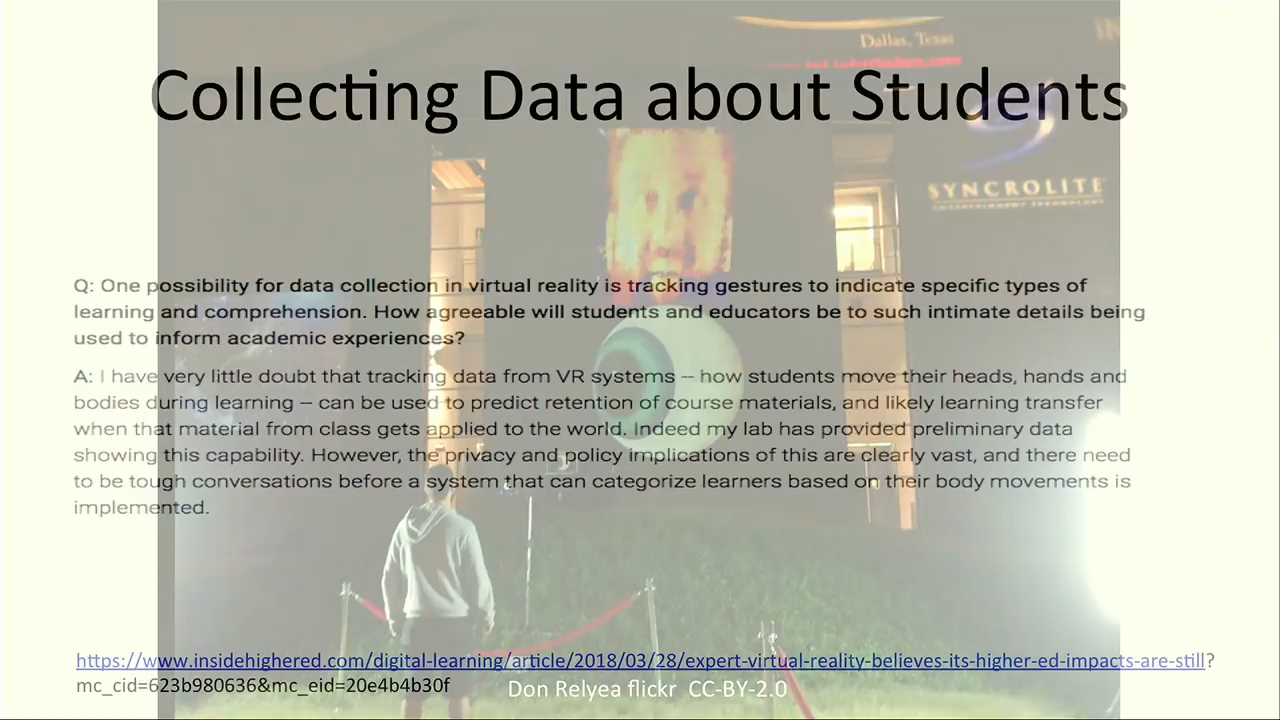 Dallas, Texas
Collecting Data about Students
SYNCROLITE
Q: One possibility for data collection in virtual reality is tracking gestures to indicate specific types of
learning and comprehension. How agreeable will students and educators be to such intimate details being
used to inform academic experiences?
A: I have very little doubt that tracking data from VR systems – how students move their heads, hands and
bodies during learning – can be used to predict retention of course materials, and likely learning transfer
when that material from class gets applied to the world. Indeed my lab has provided preliminary data
showing this capability. However, the privacy and policy implications of this are clearly vast, and there need
to be tough conversations before a system that can categorize learners based on their body movements is
implemented.
https://www.insidehighered.com/digital-learning/article/2018/03/28/expert-virtual-reality-believes-its-higher-ed-impacts-are-still?
mc_cid=623b980636&mc_eid=20e4b4b30f
Don Relyea flickr CC-BY-2.0